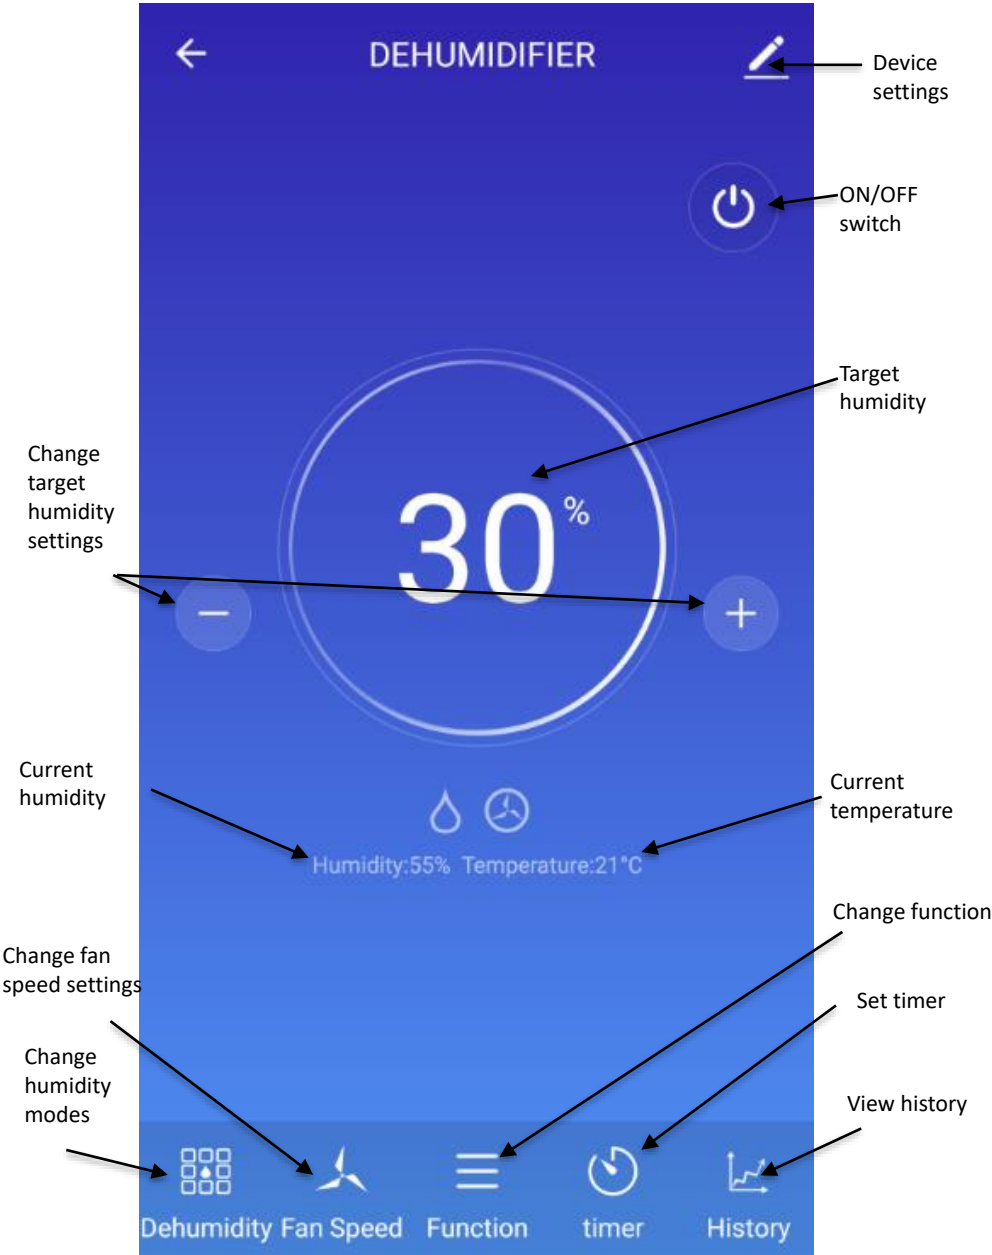 DEHUMIDIFIER
Device
settings
ON/OFF
switch
Target
humidity
Change
target
humidity
settings
30%
Current
humidity
Current
temperature
Humidity:55% Temperature:21°C
Change function
Change fan
speed settings
Set timer
Change
humidity
modes
View history
Dehumidity
Fan Speed
Function
timer
History